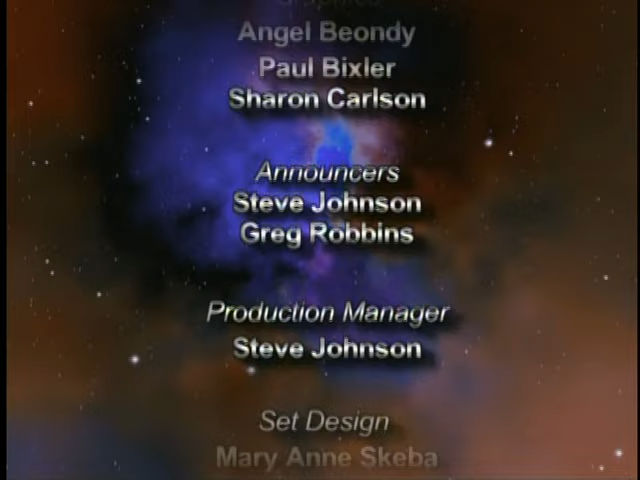 Graphics
Angel Beondy
Paul Bixler
Sharon Carlson
Announcers
Steve Johnson
Greg Robbins
Production Manager
Steve Johnson
Set Design
Mary Anne Skeba